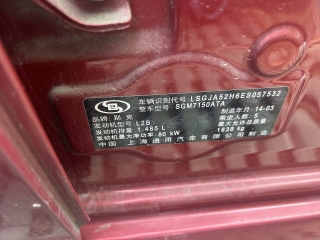 车辆识别代号:LSGJA52H6ES057532
整车型号 SGM7150ATA
品牌 别克 制造年月 14-03
发动机型号 L2B 乘坐人数 5
发动机排量 1.485 L 最大允许总质量
发动机最大净功率 80 kW 1638 kg
中国 上海通用汽车有限公司 制造